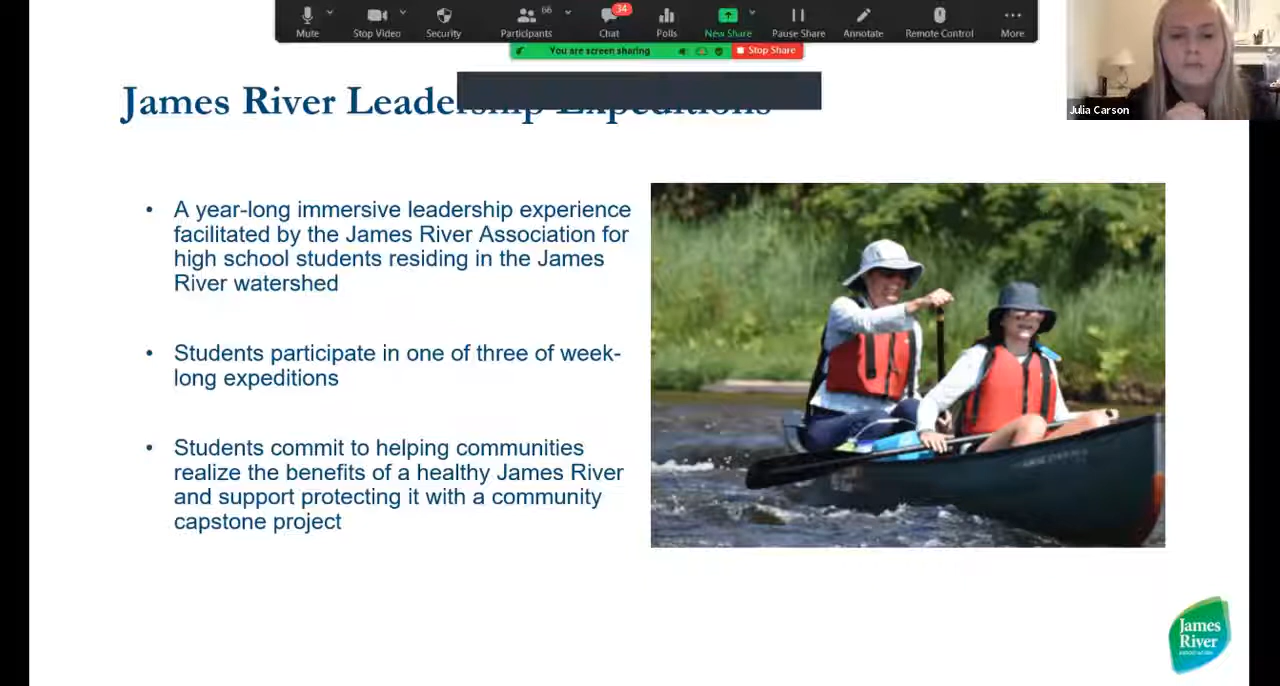 66
34
Mute
Stop Video
Security
Participants
Chat
Polls
New Share
Pause Share
Annotate
Remote Control
More
You are screen sharing
Stop Share
Julia Carson
James River Leadership Expeditions
• A year-long immersive leadership experience
facilitated by the James River Association for
high school students residing in the James
River watershed
• Students participate in one of three of week-
long expeditions
• Students commit to helping communities
realize the benefits of a healthy James River
and support protecting it with a community
capstone project
James
River